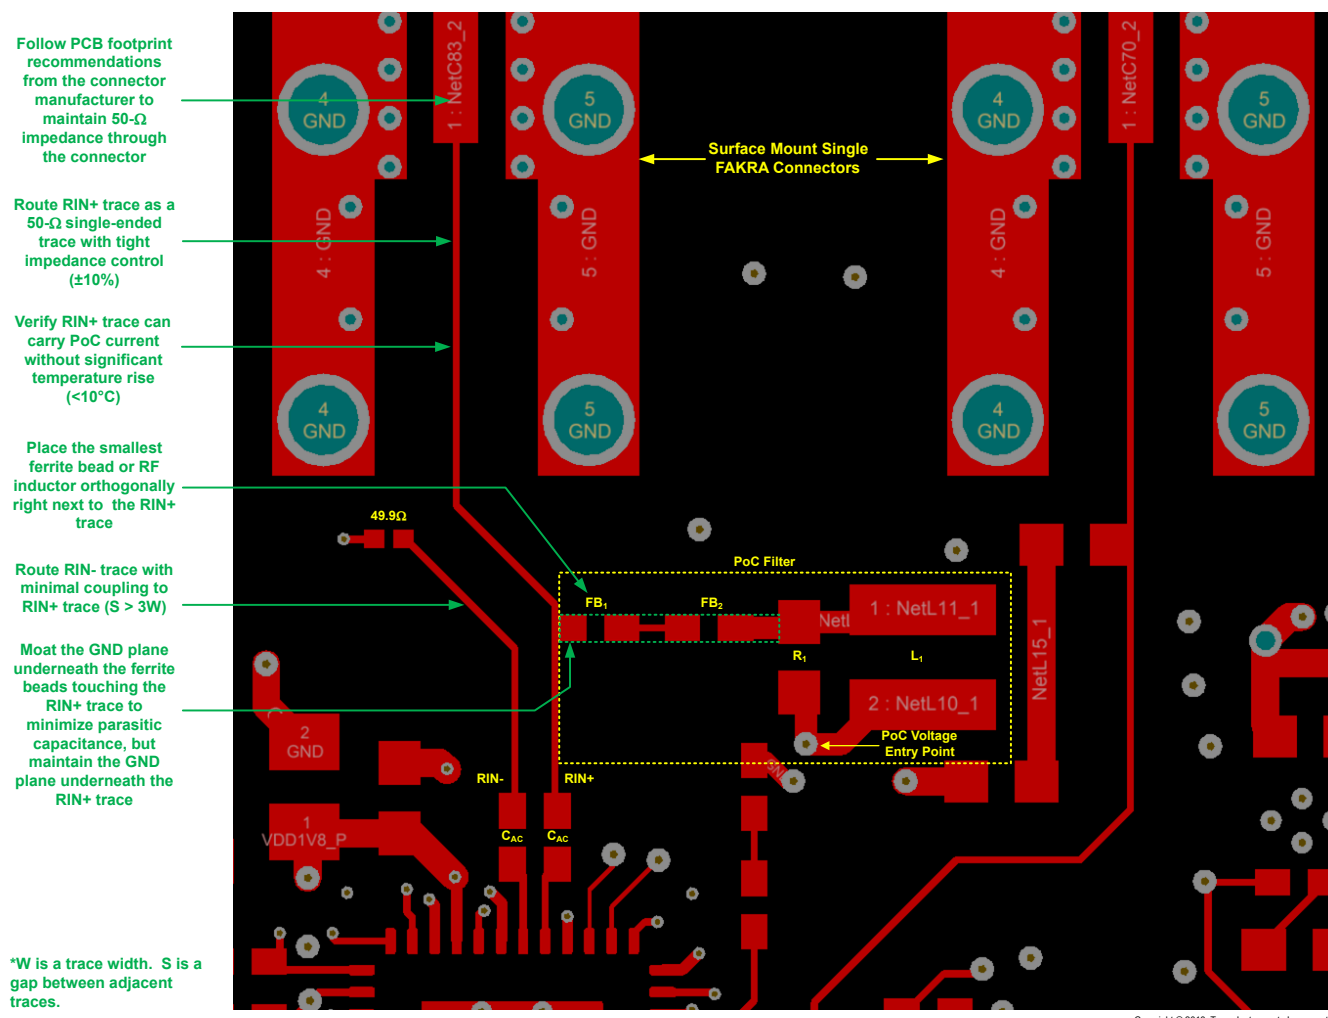 Follow PCB footprint
recommendations
from the connector
manufacturer to
maintain 50-Ω
impedance through
the connector
Route RIN+ trace as a
50-Ω single-ended
trace with tight
impedance control
(±10%)
Verify RIN+ trace can
carry PoC current
without significant
temperature rise
(<10°C)
Place the smallest
ferrite bead or RF
inductor orthogonally
right next to the RIN+
trace
Route RIN- trace with
minimal coupling to
RIN+ trace (S > 3W)
Moat the GND plane
underneath the ferrite
beads touching the
RIN+ trace to
minimize parasitic
capacitance, but
maintain the GND
plane underneath the
RIN+ trace
*W is a trace width. S is a
gap between adjacent
traces.
4
GND
1 : NetC83_2
5
GND
Surface Mount Single
FAKRA Connectors
4
GND
1 : NetC70_2
5
GND
4 : GND
5 : GND
4 : GND
5 : GND
4
GND
5
GND
4
GND
5
GND
49.9Ω
PoC Filter
FB1
FB2
NetL
1 : NetL11_1
R1
L1
NetL15_1
2 : NetL10_1
PoC Voltage
Entry Point
2
GND
RIN-
RIN+
1
VDD1V8_P
CAC
CAC